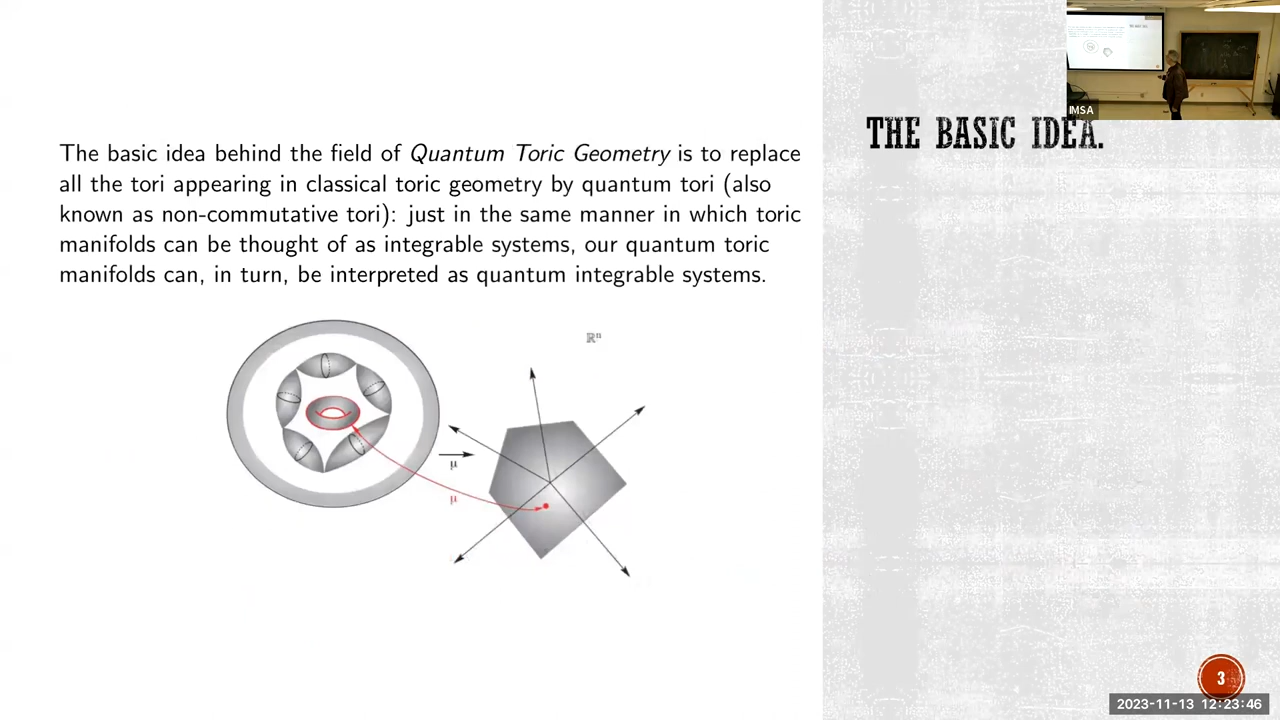 The basic idea behind the field of Quantum Toric Geometry is to replace
all the tori appearing in classical toric geometry by quantum tori (also
known as non-commutative tori): just in the same manner in which toric
manifolds can be thought of as integrable systems, our quantum toric
manifolds can, in turn, be interpreted as quantum integrable systems.
ℝⁿ
μ
μ
THE BASIC IDEA.
IMSA
3
2023-11-13 12:23:46